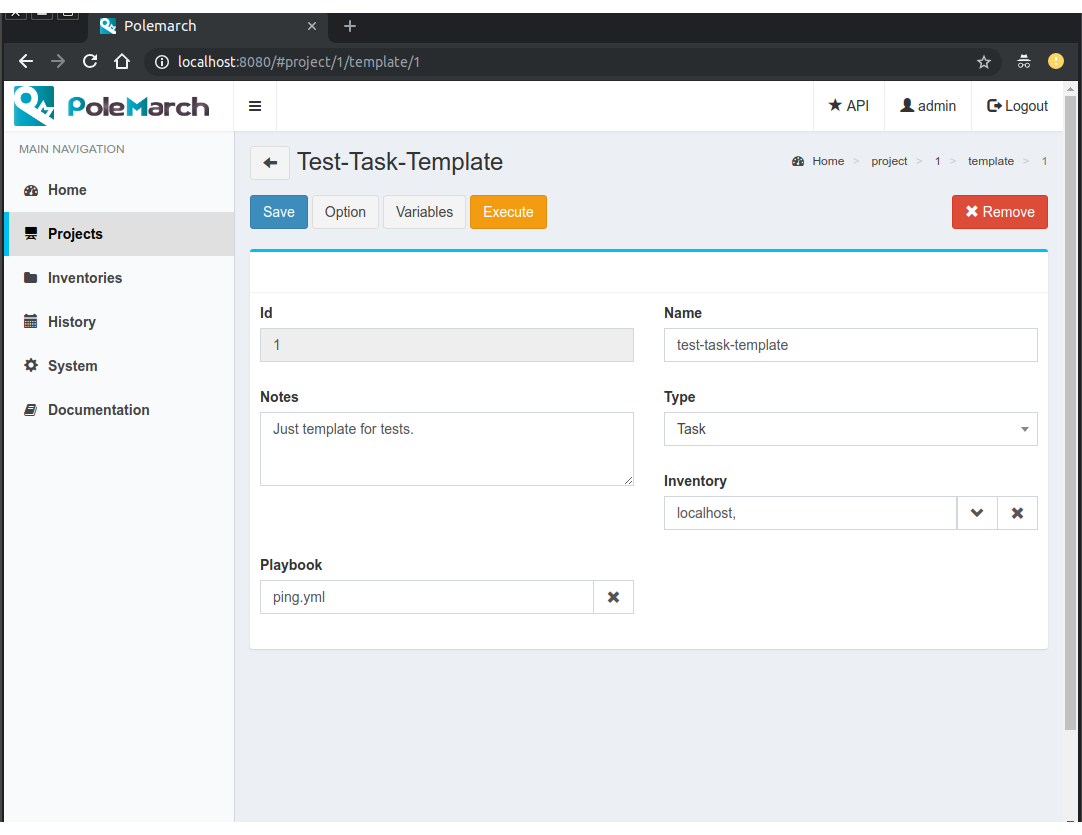 Polemarch
localhost:8080/#project/1/template/1
PoleMarch
API
admin
Logout
MAIN NAVIGATION
Home
Projects
Inventories
History
System
Documentation
Test-Task-Template
Home > project > 1 > template > 1
Save
Option
Variables
Execute
Remove
Id
1
Name
test-task-template
Notes
Just template for tests.
Type
Task
Inventory
localhost,
Playbook
ping.yml